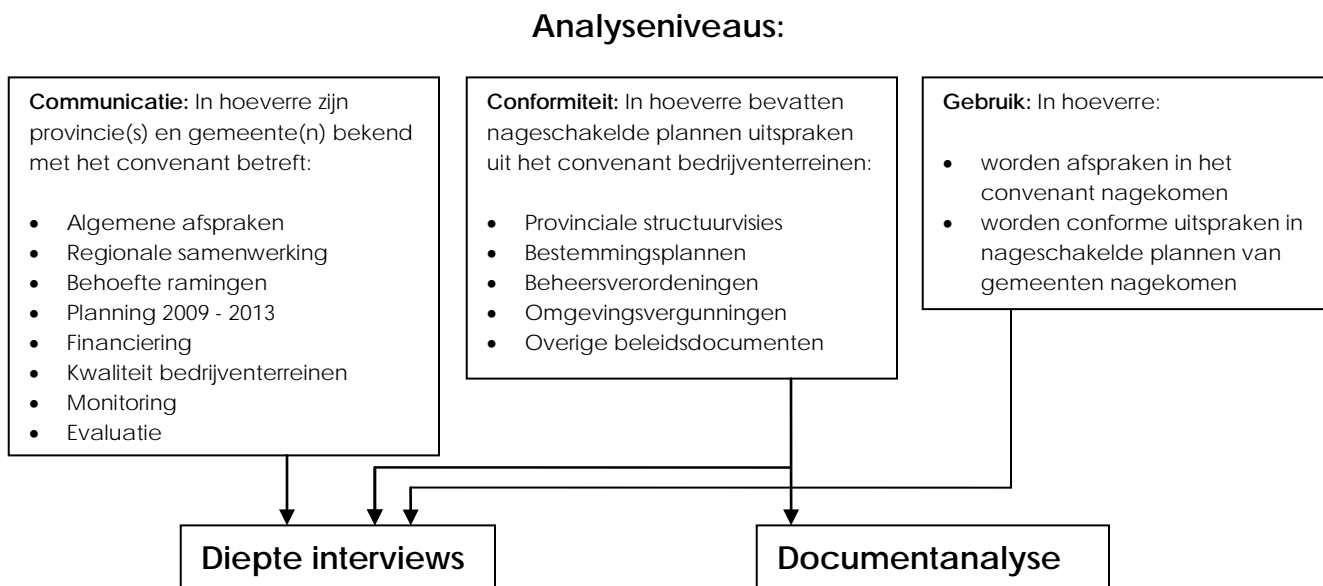 Analyseniveaus:
Communicatie: In hoeverre zijn
provincie(s) en gemeente(n) bekend
met het convenant betreft:
• Algemene afspraken
• Regionale samenwerking
• Behoefte ramingen
• Planning 2009 - 2013
• Financiering
• Kwaliteit bedrijventerreinen
• Monitoring
• Evaluatie
Conformiteit: In hoeverre bevatten
nageschakelde plannen uitspraken
uit het convenant bedrijventerreinen:
• Provinciale structuurvisies
• Bestemmingsplannen
• Beheersverordeningen
• Omgevingsvergunningen
• Overige beleidsdocumenten
Gebruik: In hoeverre:
• worden afspraken in het
convenant nagekomen
• worden conforme uitspraken in
nageschakelde plannen van
gemeenten nagekomen
Diepte interviews
Documentanalyse